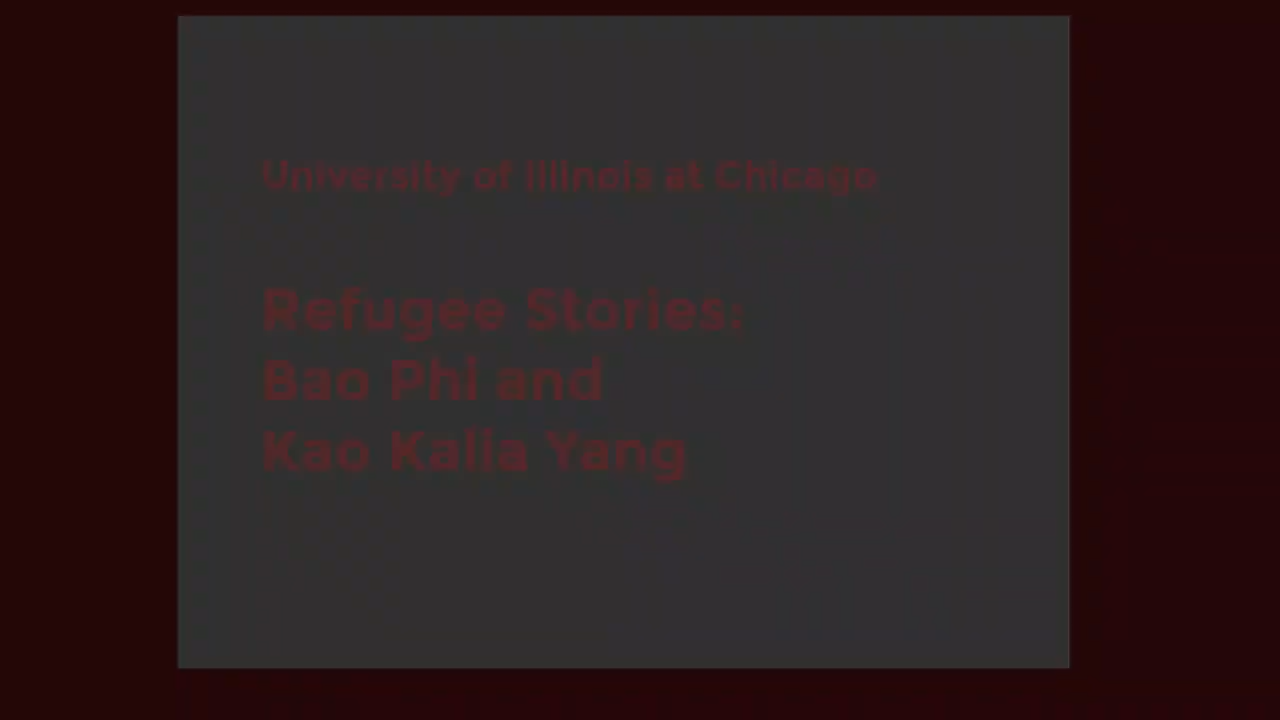 University of Illinois at Chicago
Refugee Stories:
Bao Phi and
Kao Kalia Yang